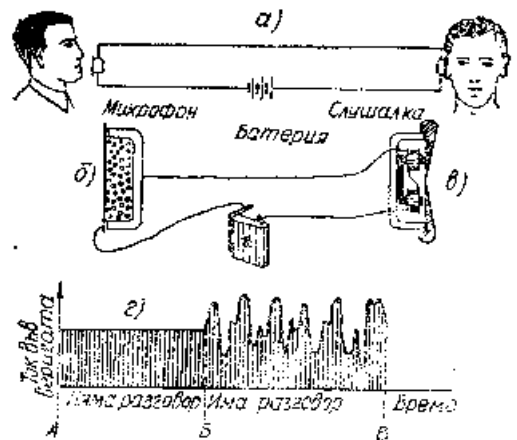 а)
Микрофон
Батерия
Слушалка
б)
в)
г)
Ток във
веригата
Няма разговор
Има разговор
Време
А
Б
В